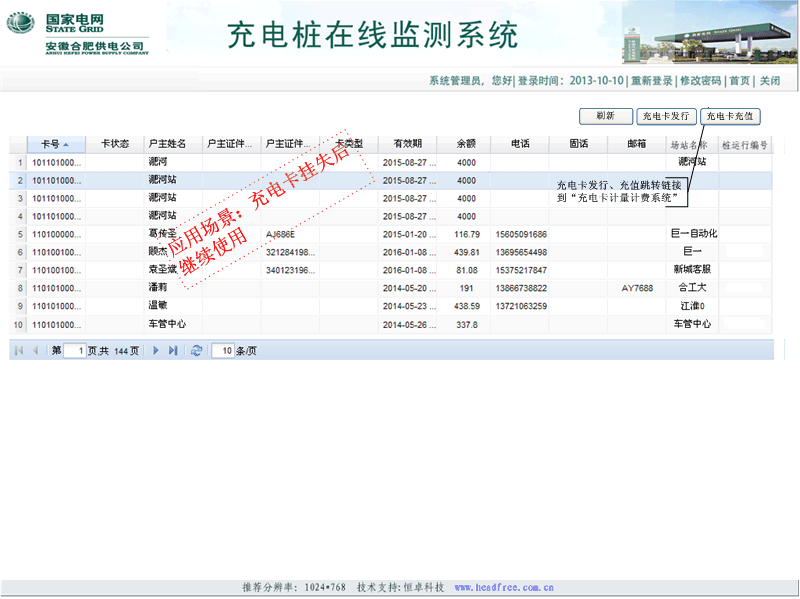 国家电网
STATE GRID
安徽合肥供电公司
ANHUI HEFEI POWER SUPPLY COMPANY
充电桩在线监测系统
系统管理员，您好| 登录时间：2013-10-10 | 重新登录 | 修改密码 | 首页 | 关闭
刷新 充电卡发行 充电卡充值
卡号 卡状态 户主姓名 户主证件... 户主证件... 卡类型 有效期 余额 电话 固话 邮箱 场站名称 桩运行编号
1 101101000... 淝河 2015-08-27 ... 4000 淝河站
2 101101000... 淝河站 2015-08-27 ... 4000
3 101101000... 淝河站 2015-08-27 ... 4000
4 101101000... 淝河站 2015-08-27 ... 4000
5 110100000... 葛传圣 AJ686E 2015-01-20 ... 116.79 15605091686 巨一自动化
6 110100100... 顾杰 321284198... 2016-01-08 ... 439.81 13695654498 巨一
7 110100100... 袁圣斌 340123196... 2016-01-08 ... 81.08 15375217847 新城客服
8 110101000... 潘莉 2014-05-20 ... 191 13866738822 AY7688 合工大
9 110101000... 温敏 2014-05-23 ... 438.59 13721063259 江淮0
10 110101000... 车管中心 2014-05-26 ... 337.8 车管中心
应用场景：充电卡挂失后
继续使用
充电卡发行、充值跳转链接
到“充电卡计量计费系统”
第 1 页,共 144 页 10 条/页
推荐分辨率： 1024*768 技术支持:恒卓科技 www.headfree.com.cn